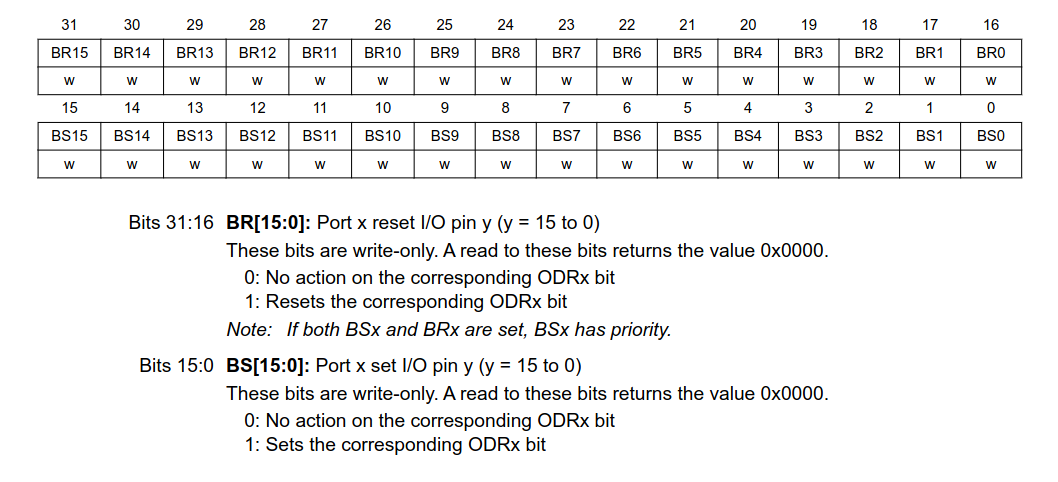 31 30 29 28 27 26 25 24 23 22 21 20 19 18 17 16
BR15 BR14 BR13 BR12 BR11 BR10 BR9 BR8 BR7 BR6 BR5 BR4 BR3 BR2 BR1 BR0
w w w w w w w w w w w w w w w w
15 14 13 12 11 10 9 8 7 6 5 4 3 2 1 0
BS15 BS14 BS13 BS12 BS11 BS10 BS9 BS8 BS7 BS6 BS5 BS4 BS3 BS2 BS1 BS0
w w w w w w w w w w w w w w w w
Bits 31:16 BR[15:0]: Port x reset I/O pin y (y = 15 to 0)
These bits are write-only. A read to these bits returns the value 0x0000.
0: No action on the corresponding ODRx bit
1: Resets the corresponding ODRx bit
Note: If both BSx and BRx are set, BSx has priority.
Bits 15:0 BS[15:0]: Port x set I/O pin y (y = 15 to 0)
These bits are write-only. A read to these bits returns the value 0x0000.
0: No action on the corresponding ODRx bit
1: Sets the corresponding ODRx bit